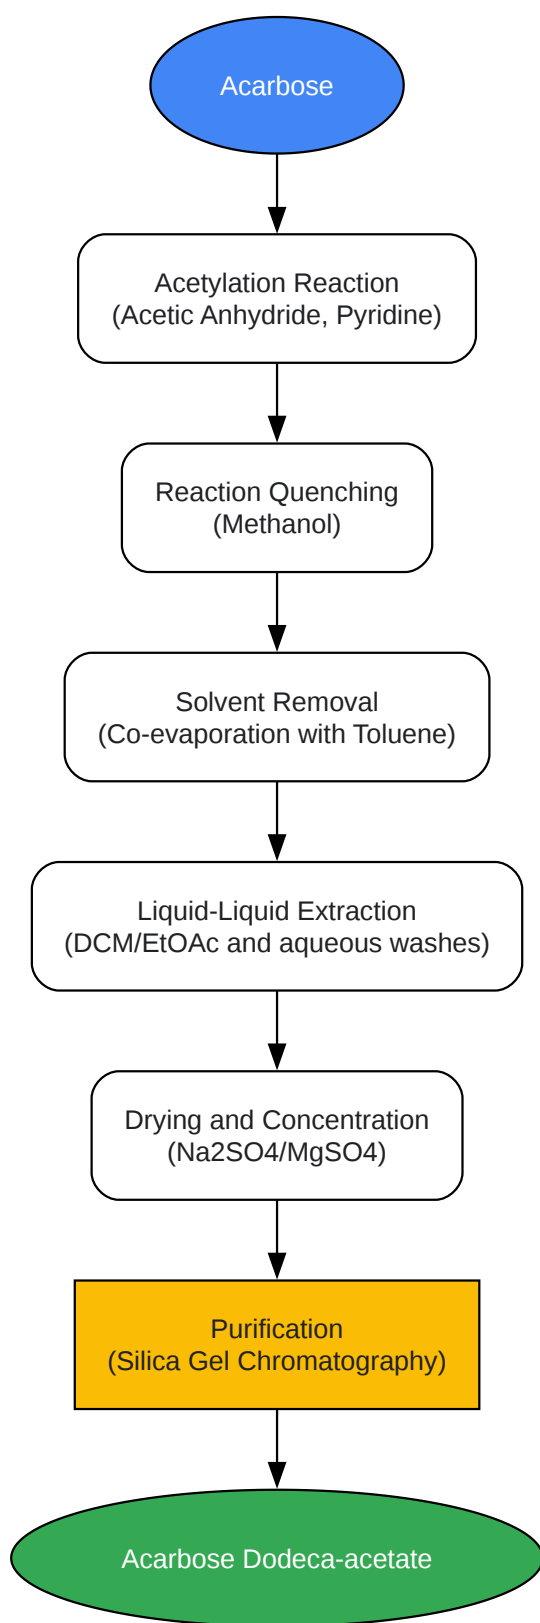 Acarbose
Acetylation Reaction
(Acetic Anhydride, Pyridine)
Reaction Quenching
(Methanol)
Solvent Removal
(Co-evaporation with Toluene)
Liquid-Liquid Extraction
(DCM/EtOAc and aqueous washes)
Drying and Concentration
(Na2SO4/MgSO4)
Purification
(Silica Gel Chromatography)
Acarbose Dodeca-acetate